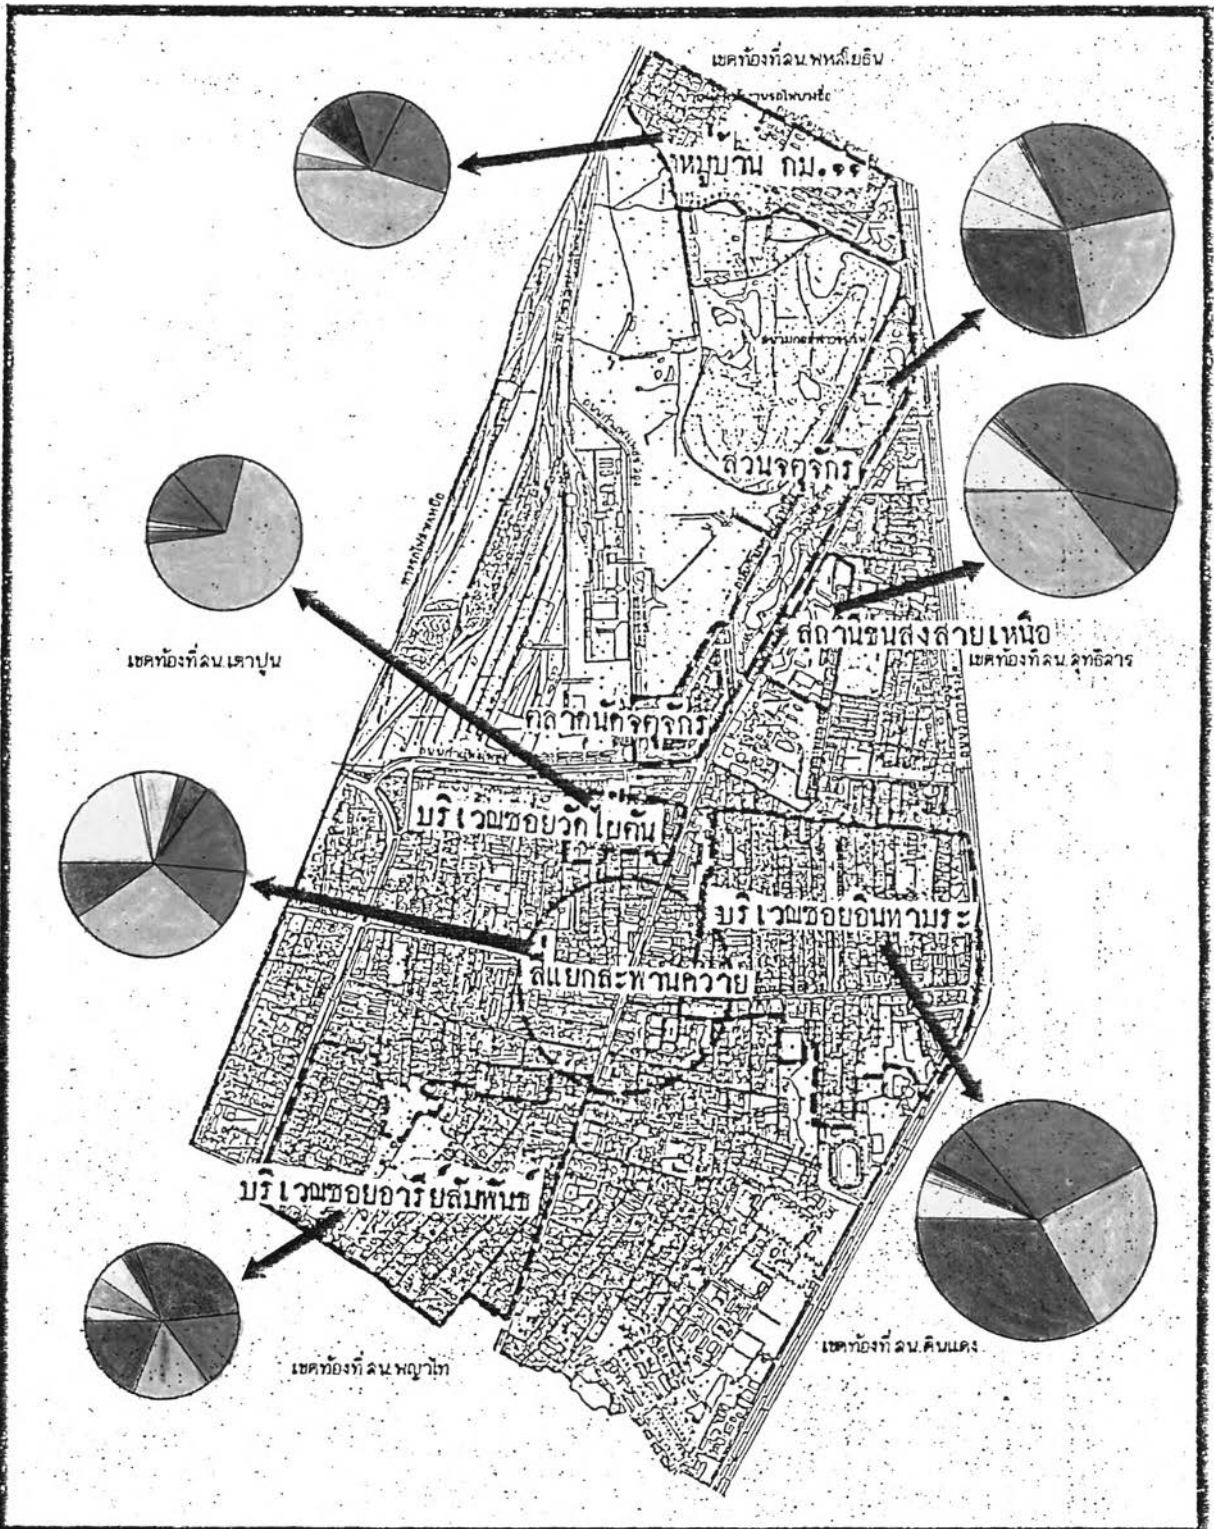 เขตท้องที่ สน.พหลโยธิน
หมู่บ้าน กม.๑๑
สวนจตุจักร
สถานีขนส่งสายเหนือ
เขตท้องที่ สน.สุทธิสาร
เขตท้องที่ สน.เตาปูน
ตลาดนัดจตุจักร
บริเวณซอยวัดไผ่ตัน
บริเวณซอยอินทามระ
สี่แยกสะพานควาย
บริเวณซอยอารีย์สัมพันธ์
เขตท้องที่ สน.ดินแดง
เขตท้องที่ สน.พญาไท